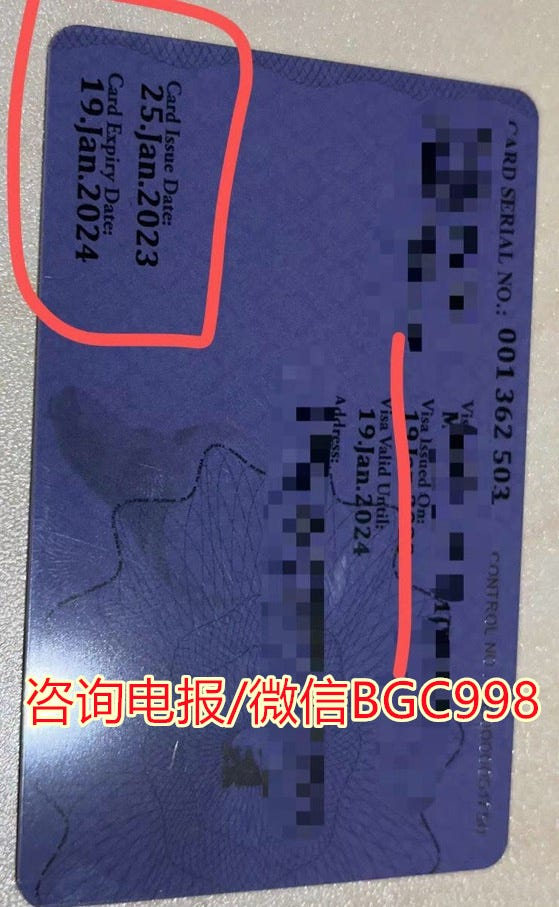 CARD SERIAL NO.: 001 362 503
CONTROL NO
Visa Issued On:
Visa Valid Until:
19.Jan.2024
Address:
Card Issue Date:
25.Jan.2023
Card Expiry Date:
19.Jan.2024
咨询电报/微信BGC998